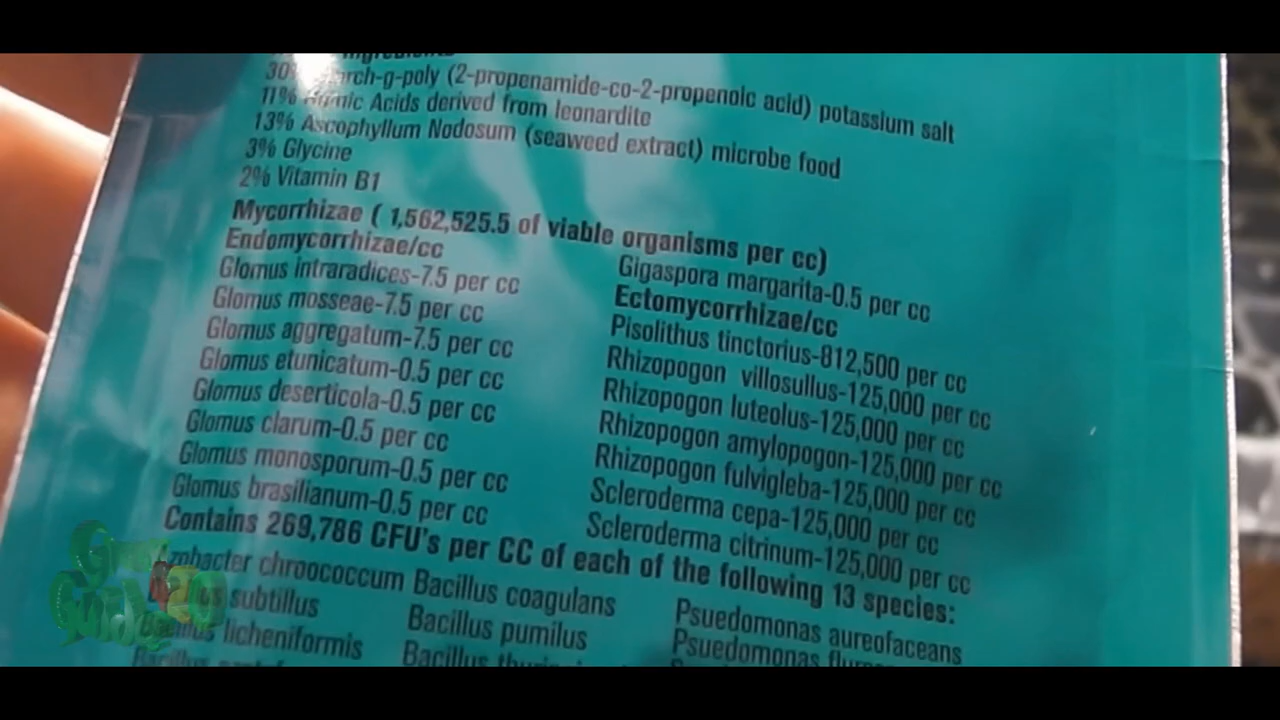 Ingredients
30% Starch-g-poly (2-propenamide-co-2-propenoic acid) potassium salt
11% Humic Acids derived from leonardite
13% Ascophyllum Nodosum (seaweed extract) microbe food
3% Glycine
2% Vitamin B1
Mycorrhizae ( 1,562,525.5 of viable organisms per cc)
Endomycorrhizae/cc
Glomus intraradices-7.5 per cc
Glomus mosseae-7.5 per cc
Glomus aggregatum-7.5 per cc
Glomus etunicatum-0.5 per cc
Glomus deserticola-0.5 per cc
Glomus clarum-0.5 per cc
Glomus monosporum-0.5 per cc
Glomus brasilianum-0.5 per cc
Gigaspora margarita-0.5 per cc
Ectomycorrhizae/cc
Pisolithus tinctorius-812,500 per cc
Rhizopogon villosullus-125,000 per cc
Rhizopogon luteolus-125,000 per cc
Rhizopogon amylopogon-125,000 per cc
Rhizopogon fulvigleba-125,000 per cc
Scleroderma cepa-125,000 per cc
Scleroderma citrinum-125,000 per cc
Contains 269,786 CFU's per CC of each of the following 13 species:
chroococcum Bacillus coagulans
subtillus Bacillus pumilus Psuedomonas aureofaceans
Bacillus licheniformis Bacillus Psuedomonas